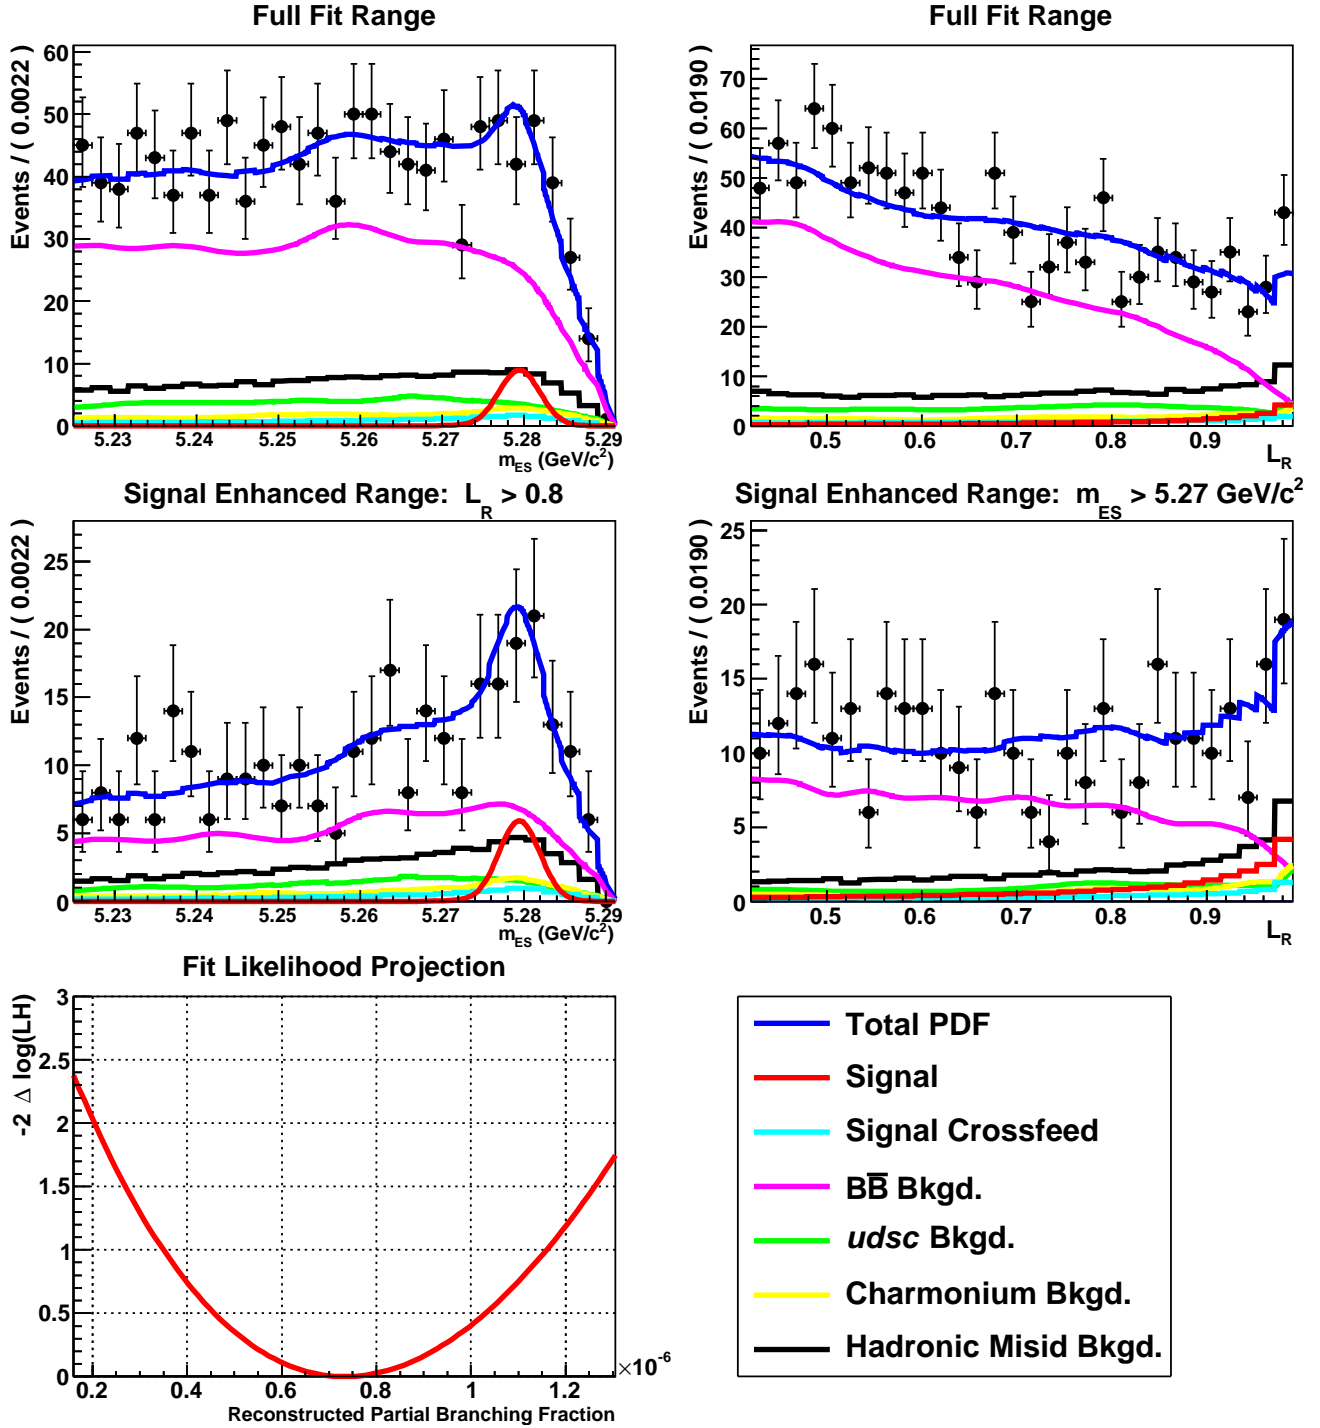 Full Fit Range
Events / ( 0.0022 )
60
50
40
30
20
10
0
5.23 5.24 5.25 5.26 5.27 5.28 5.29
m_ES (GeV/c²)
Full Fit Range
Events / ( 0.0190 )
70
60
50
40
30
20
10
0
0.5 0.6 0.7 0.8 0.9
L_R
Signal Enhanced Range: L_R > 0.8
Events / ( 0.0022 )
25
20
15
10
5
0
5.23 5.24 5.25 5.26 5.27 5.28 5.29
m_ES (GeV/c²)
Signal Enhanced Range: m_ES > 5.27 GeV/c²
Events / ( 0.0190 )
25
20
15
10
5
0
0.5 0.6 0.7 0.8 0.9
L_R
Fit Likelihood Projection
-2 Δ log(LH)
3
2.5
2
1.5
1
0.5
0
0.2 0.4 0.6 0.8 1 1.2
×10⁻⁶
Reconstructed Partial Branching Fraction
Total PDF
Signal
Signal Crossfeed
BB̅ Bkgd.
udsc Bkgd.
Charmonium Bkgd.
Hadronic Misid Bkgd.